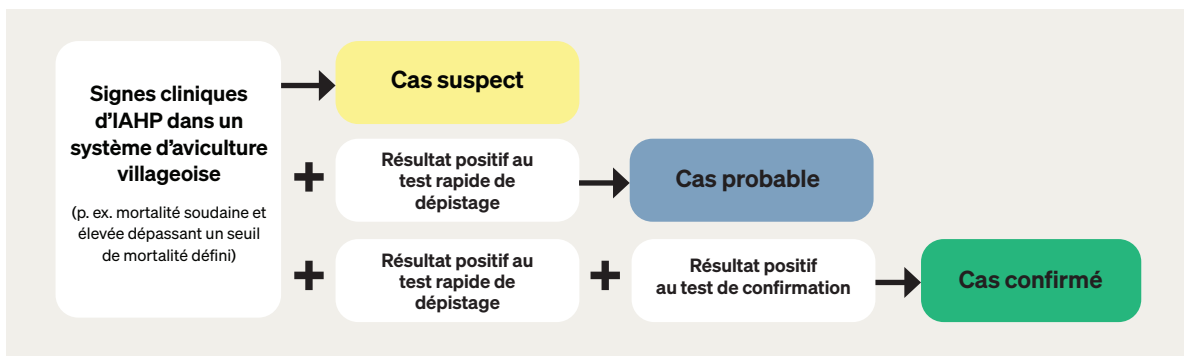 Signes cliniques
d'IAHP dans un
système d'aviculture
villageoise
(p. ex. mortalité soudaine et
élevée dépassant un seuil
de mortalité défini)
Cas suspect
+
Résultat positif au
test rapide de
dépistage
Cas probable
+
Résultat positif au
test rapide de
dépistage
+
Résultat positif
au test de confirmation
Cas confirmé